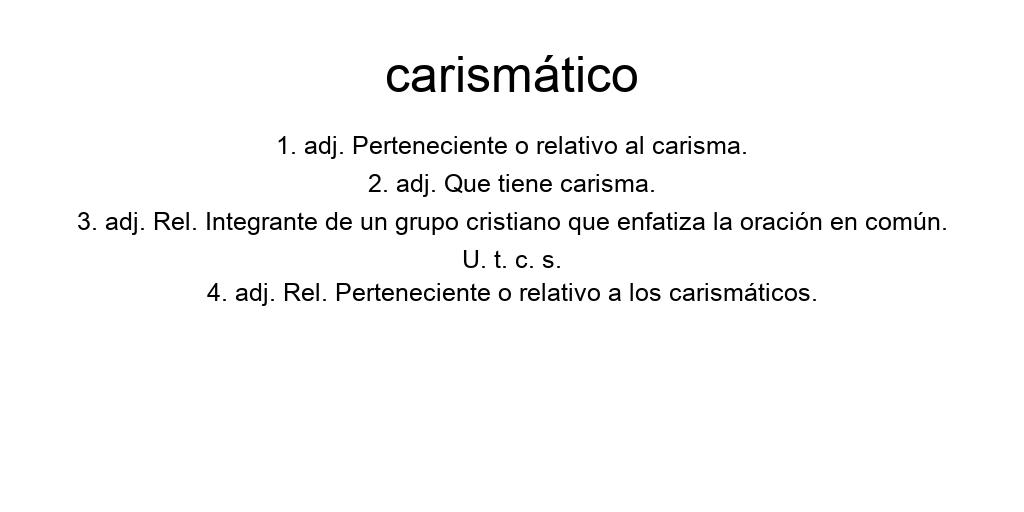 carismático
1. adj. Perteneciente o relativo al carisma.
2. adj. Que tiene carisma.
3. adj. Rel. Integrante de un grupo cristiano que enfatiza la oración en común.
U. t. c. s.
4. adj. Rel. Perteneciente o relativo a los carismáticos.